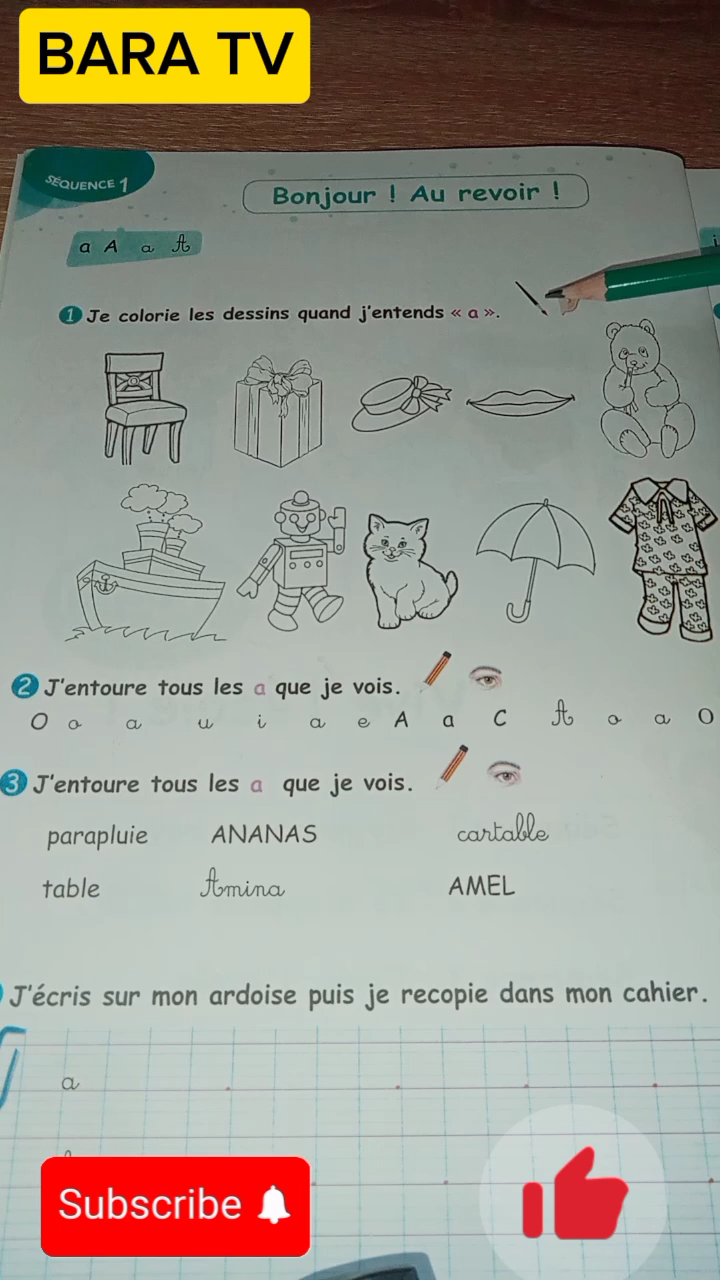 BARA TV
SÉQUENCE 1
Bonjour ! Au revoir !
a A a A
1 Je colorie les dessins quand j'entends « a ».
2 J'entoure tous les a que je vois.
O o a u i a e A a C A o a O
3 J'entoure tous les a que je vois.
parapluie ANANAS cartable
table Amina AMEL
J'écris sur mon ardoise puis je recopie dans mon cahier.
a
Subscribe